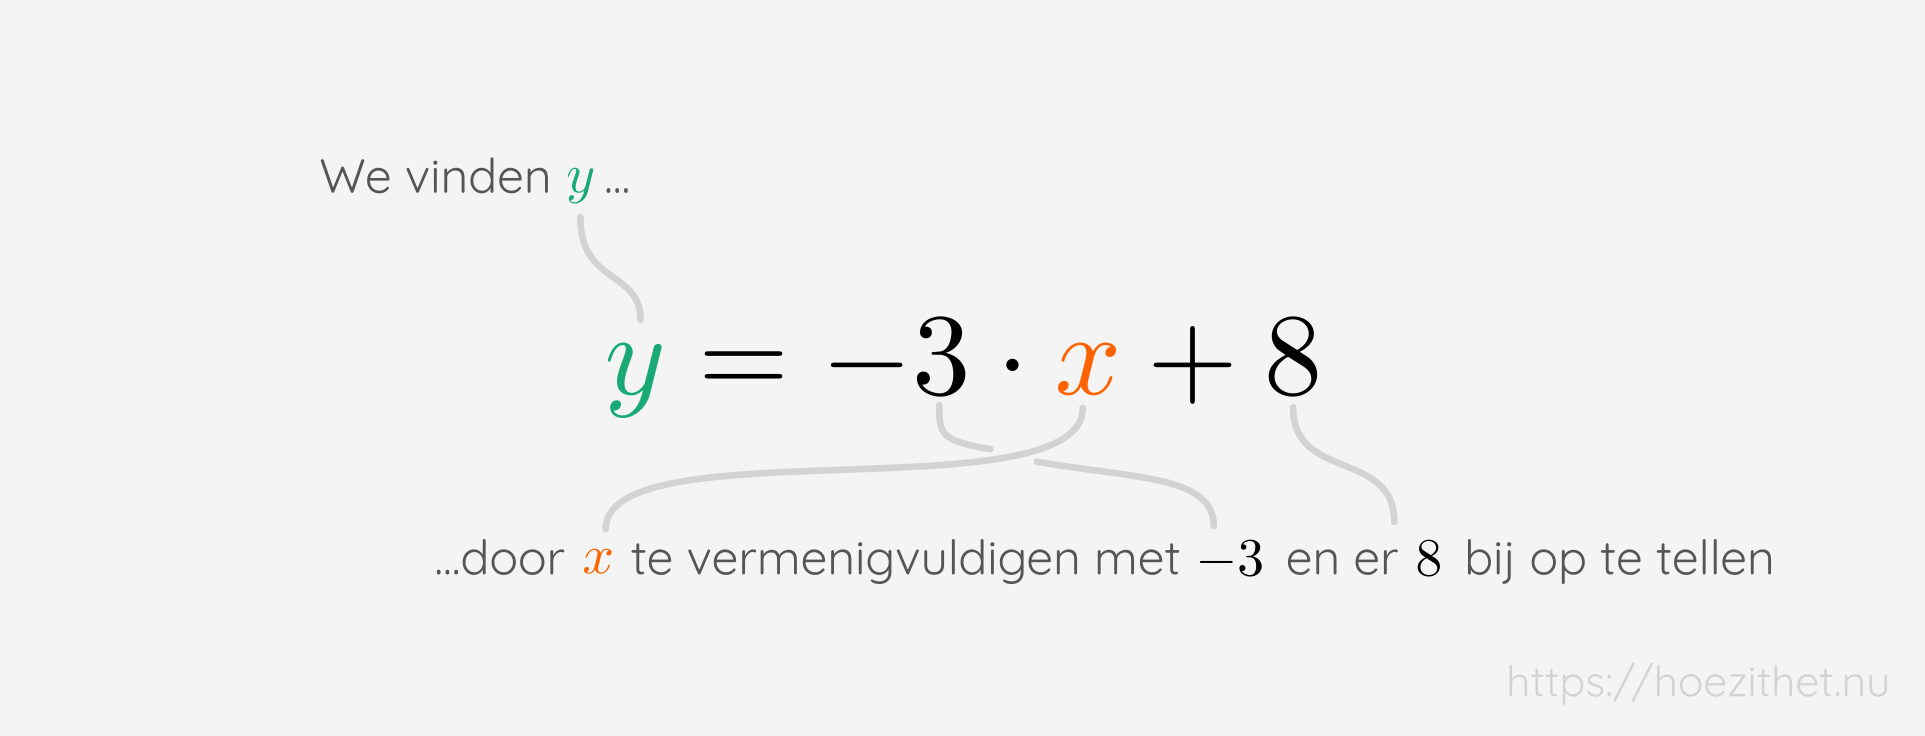 We vinden y ...
y = −3 · x + 8
...door x te vermenigvuldigen met −3 en er 8 bij op te tellen
https://hoezithet.nu